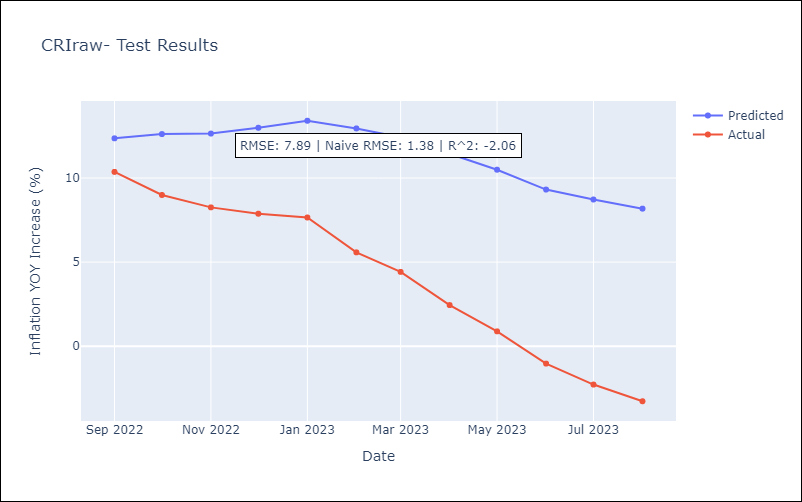 CRIraw- Test Results
Predicted
Actual
RMSE: 7.89 | Naive RMSE: 1.38 | R^2: -2.06
Inflation YOY Increase (%)
10
5
0
Sep 2022
Nov 2022
Jan 2023
Mar 2023
May 2023
Jul 2023
Date